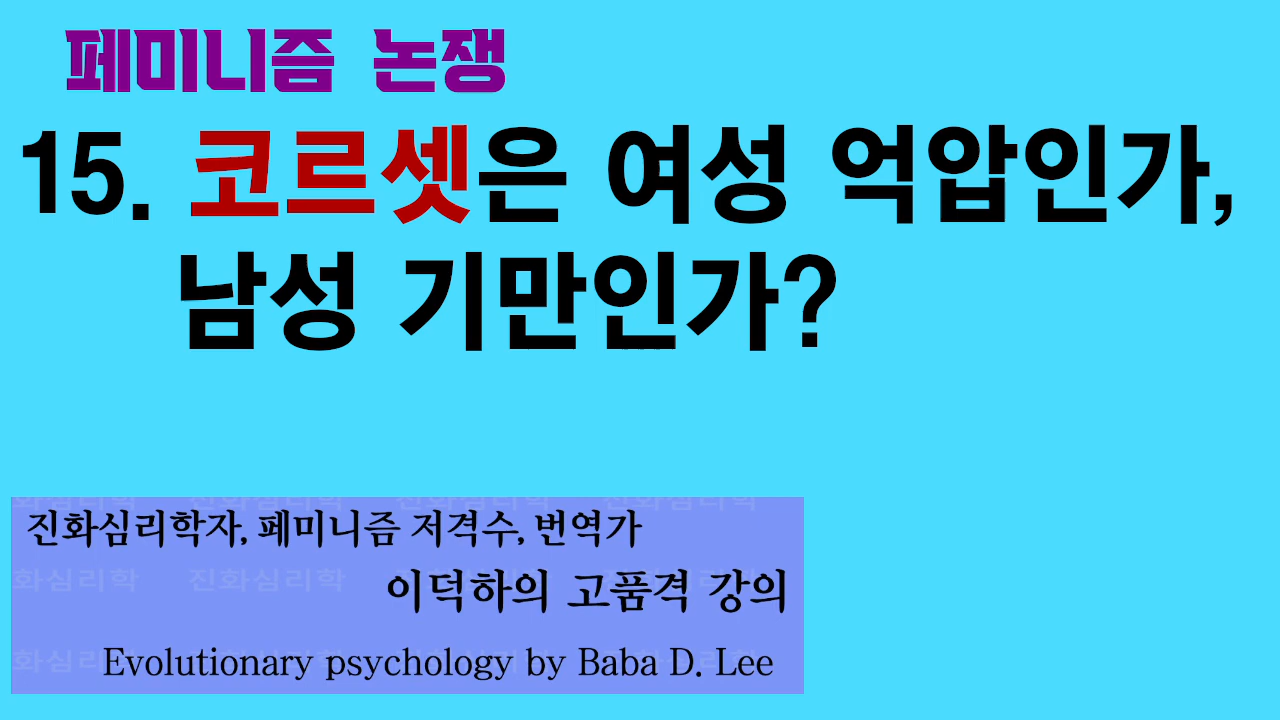 페미니즘 논쟁
15. 코르셋은 여성 억압인가,
남성 기만인가?
진화심리학자, 페미니즘 저격수, 번역가
이덕하의 고품격 강의
Evolutionary psychology by Baba D. Lee